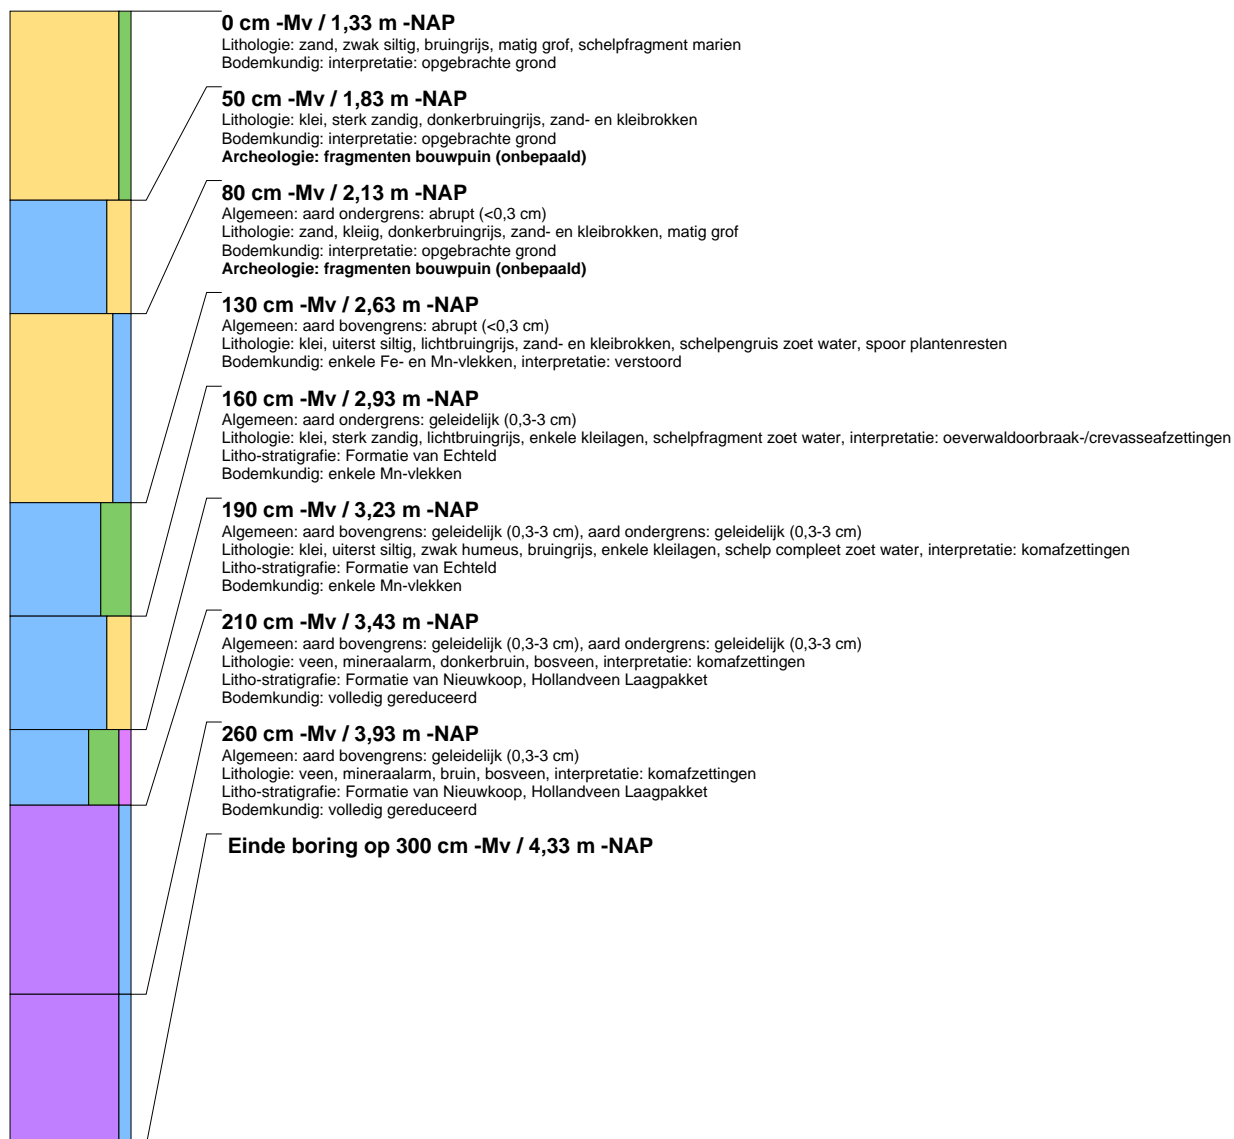 0 cm -Mv / 1,33 m -NAP
Lithologie: zand, zwak siltig, bruingrijs, matig grof, schelpfragment marien
Bodemkundig: interpretatie: opgebrachte grond
50 cm -Mv / 1,83 m -NAP
Lithologie: klei, sterk zandig, donkerbruingrijs, zand- en kleibrokken
Bodemkundig: interpretatie: opgebrachte grond
Archeologie: fragmenten bouwpuin (onbepaald)
80 cm -Mv / 2,13 m -NAP
Algemeen: aard ondergrens: abrupt (<0,3 cm)
Lithologie: zand, kleiig, donkerbruingrijs, zand- en kleibrokken, matig grof
Bodemkundig: interpretatie: opgebrachte grond
Archeologie: fragmenten bouwpuin (onbepaald)
130 cm -Mv / 2,63 m -NAP
Algemeen: aard bovengrens: abrupt (<0,3 cm)
Lithologie: klei, uiterst siltig, lichtbruingrijs, zand- en kleibrokken, schelpengruis zoet water, spoor plantenresten
Bodemkundig: enkele Fe- en Mn-vlekken, interpretatie: verstoord
160 cm -Mv / 2,93 m -NAP
Algemeen: aard ondergrens: geleidelijk (0,3-3 cm)
Lithologie: klei, sterk zandig, lichtbruingrijs, enkele kleilagen, schelpfragment zoet water, interpretatie: oeverwaldoorbraak-/crevasseafzettingen
Litho-stratigrafie: Formatie van Echteld
Bodemkundig: enkele Mn-vlekken
190 cm -Mv / 3,23 m -NAP
Algemeen: aard bovengrens: geleidelijk (0,3-3 cm), aard ondergrens: geleidelijk (0,3-3 cm)
Lithologie: klei, uiterst siltig, zwak humeus, bruingrijs, enkele kleilagen, schelp compleet zoet water, interpretatie: komafzettingen
Litho-stratigrafie: Formatie van Echteld
Bodemkundig: enkele Mn-vlekken
210 cm -Mv / 3,43 m -NAP
Algemeen: aard bovengrens: geleidelijk (0,3-3 cm), aard ondergrens: geleidelijk (0,3-3 cm)
Lithologie: veen, mineraalarm, donkerbruin, bosveen, interpretatie: komafzettingen
Litho-stratigrafie: Formatie van Nieuwkoop, Hollandveen Laagpakket
Bodemkundig: volledig gereduceerd
260 cm -Mv / 3,93 m -NAP
Algemeen: aard bovengrens: geleidelijk (0,3-3 cm)
Lithologie: veen, mineraalarm, bruin, bosveen, interpretatie: komafzettingen
Litho-stratigrafie: Formatie van Nieuwkoop, Hollandveen Laagpakket
Bodemkundig: volledig gereduceerd
Einde boring op 300 cm -Mv / 4,33 m -NAP